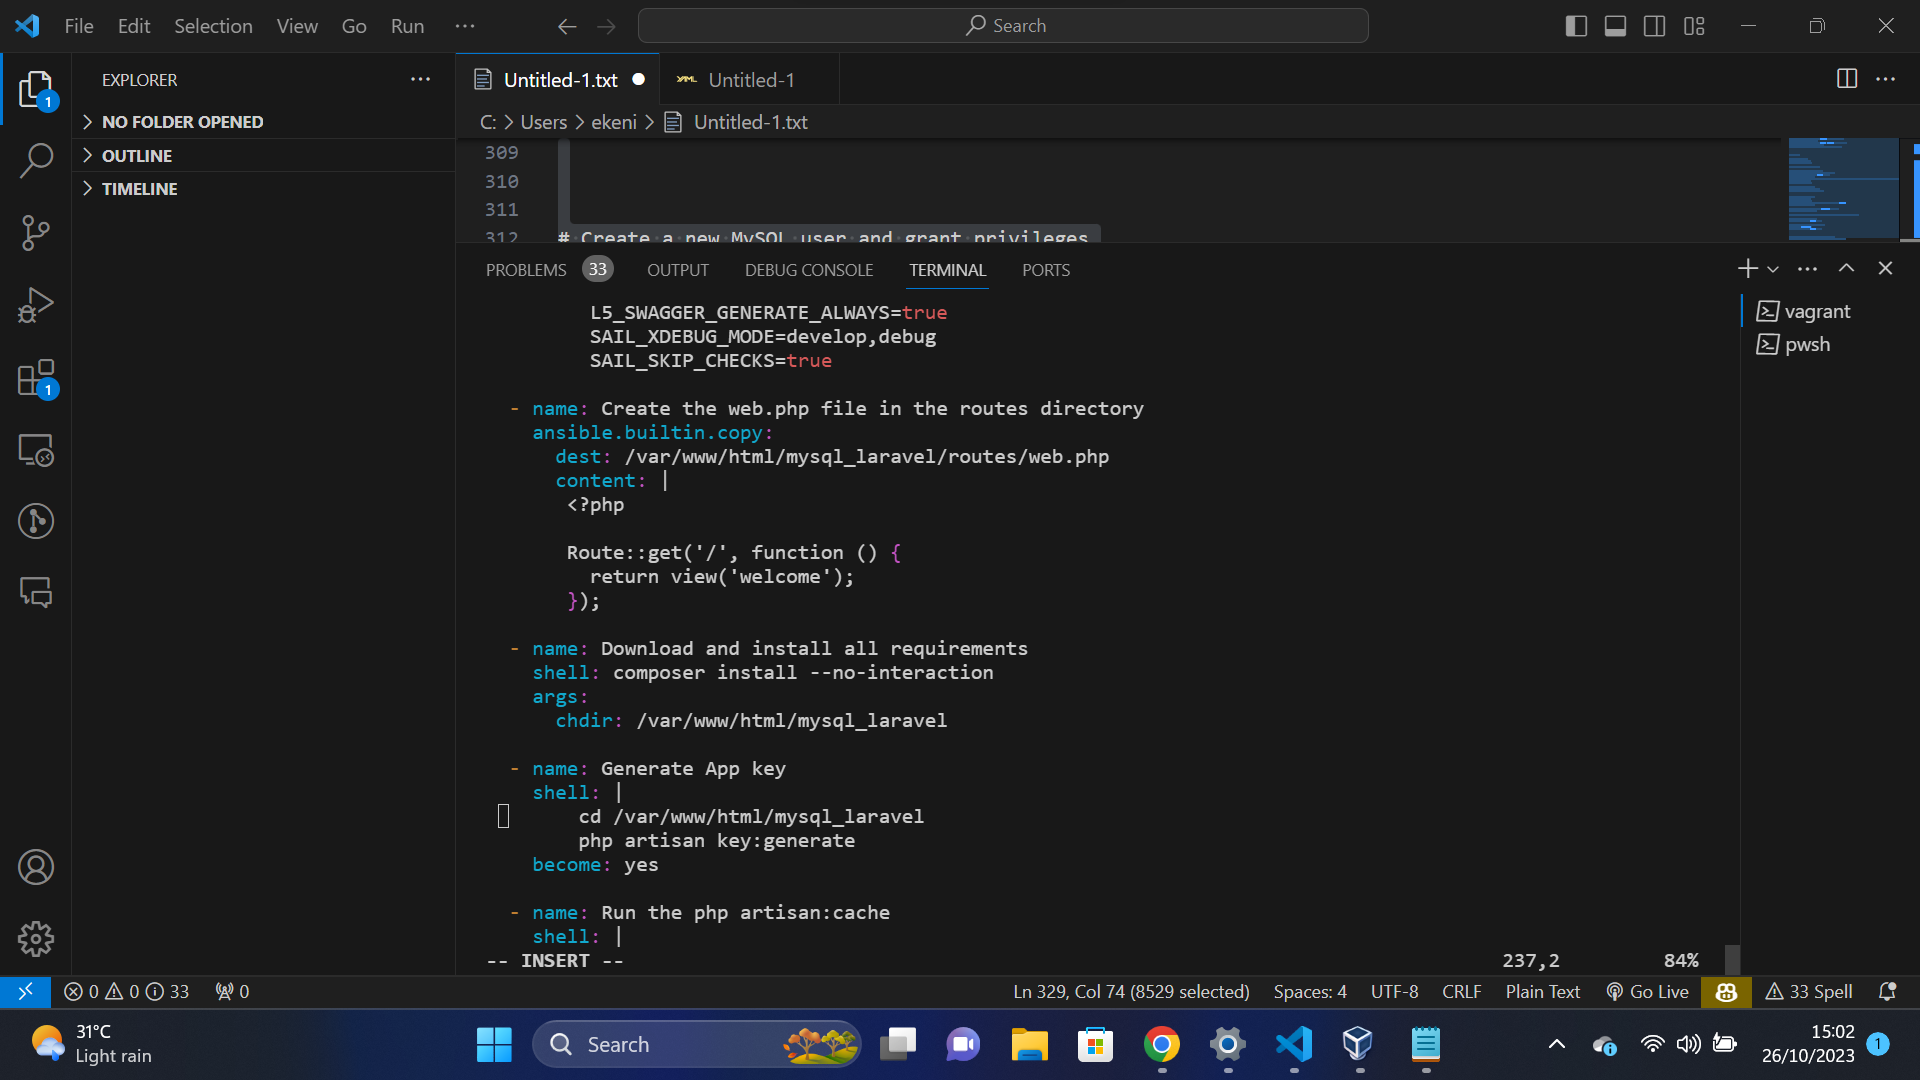 File Edit Selection View Go Run ···
Search
EXPLORER ···
NO FOLDER OPENED
OUTLINE
TIMELINE
1
1
Untitled-1.txt
YAML Untitled-1
C: > Users > ekeni > Untitled-1.txt
309
310
311
312 # Create a new MySQL user and grant privileges
PROBLEMS 33 OUTPUT DEBUG CONSOLE TERMINAL PORTS
vagrant
pwsh
L5_SWAGGER_GENERATE_ALWAYS=true
SAIL_XDEBUG_MODE=develop,debug
SAIL_SKIP_CHECKS=true
- name: Create the web.php file in the routes directory
ansible.builtin.copy:
dest: /var/www/html/mysql_laravel/routes/web.php
content: |
<?php
Route::get('/', function () {
return view('welcome');
});
- name: Download and install all requirements
shell: composer install --no-interaction
args:
chdir: /var/www/html/mysql_laravel
- name: Generate App key
shell: |
cd /var/www/html/mysql_laravel
php artisan key:generate
become: yes
- name: Run the php artisan:cache
shell: |
-- INSERT -- 237,2 84%
0 0 33 0 Ln 329, Col 74 (8529 selected) Spaces: 4 UTF-8 CRLF Plain Text Go Live 33 Spell
31°C
Light rain
Search
15:02
26/10/2023
1